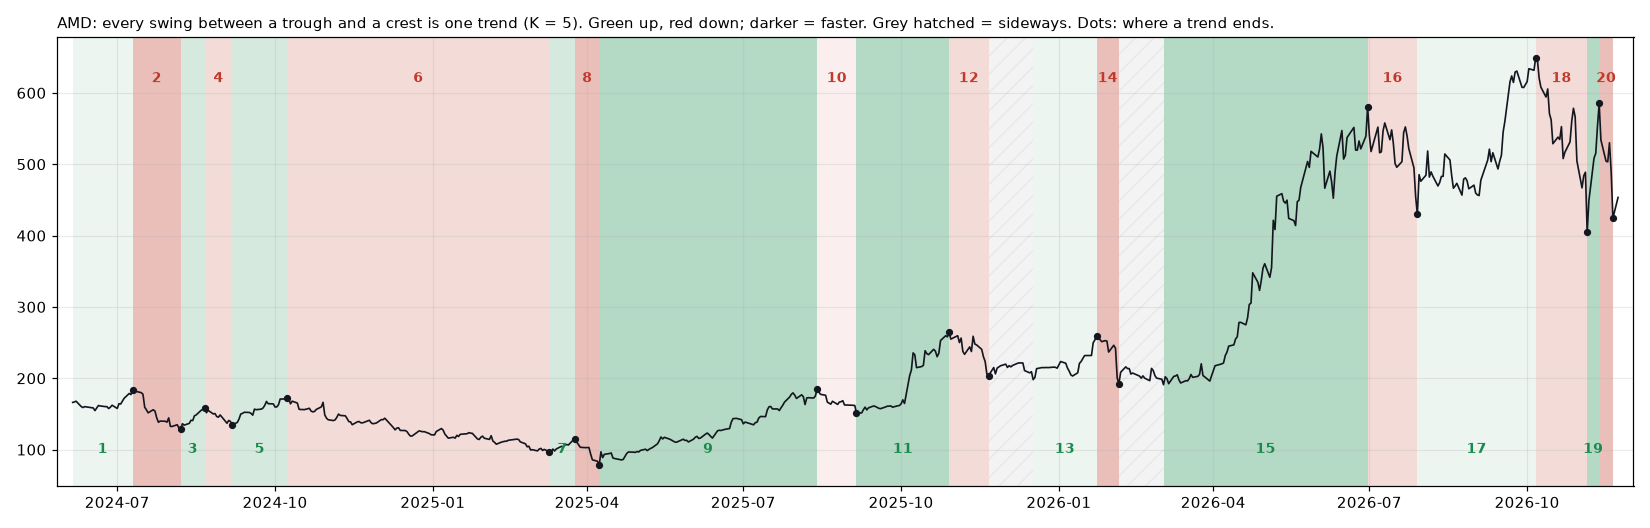 AMD: every swing between a trough and a crest is one trend (K = 5). Green up, red down; darker = faster. Grey hatched = sideways. Dots: where a trend ends.
2 4 6 8 10 12 14 16 18 20
600
500
400
300
200
100
1 3 5 7 9 11 13 15 17 19
2024-07 2024-10 2025-01 2025-04 2025-07 2025-10 2026-01 2026-04 2026-07 2026-10